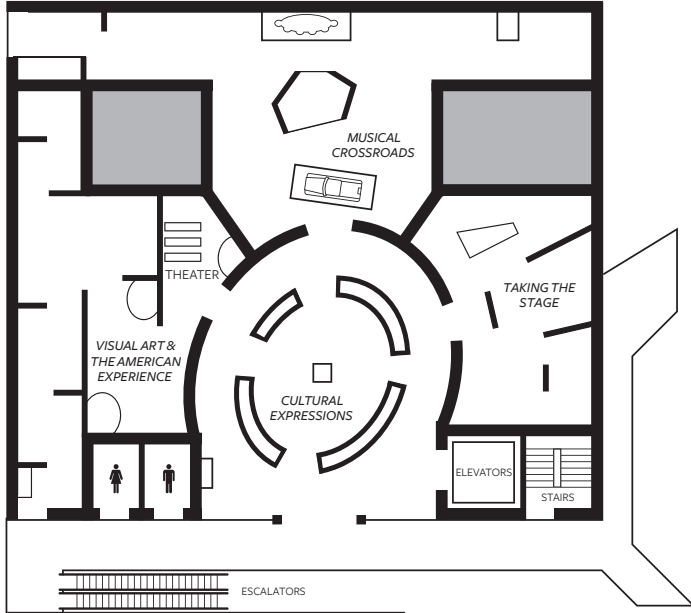 MUSICAL
CROSSROADS
THEATER
TAKING THE
STAGE
VISUAL ART &
THE AMERICAN
EXPERIENCE
CULTURAL
EXPRESSIONS
ELEVATORS
STAIRS
ESCALATORS